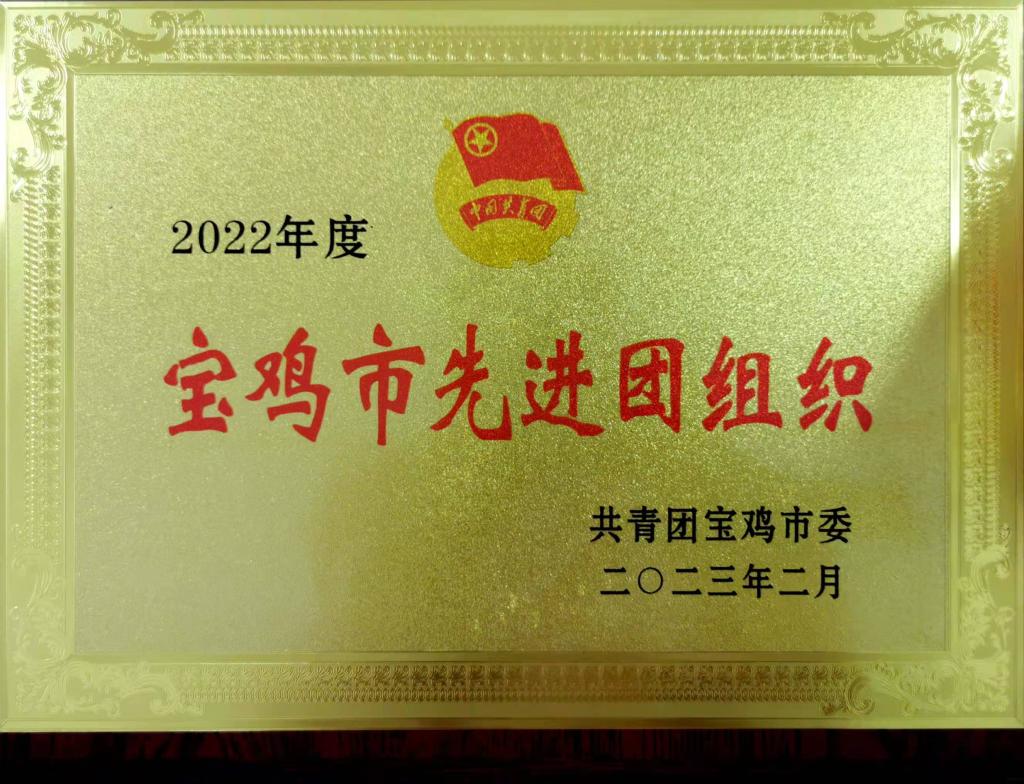 中国共青团
2022年度
宝鸡市先进团组织
共青团宝鸡市委
二〇二三年二月